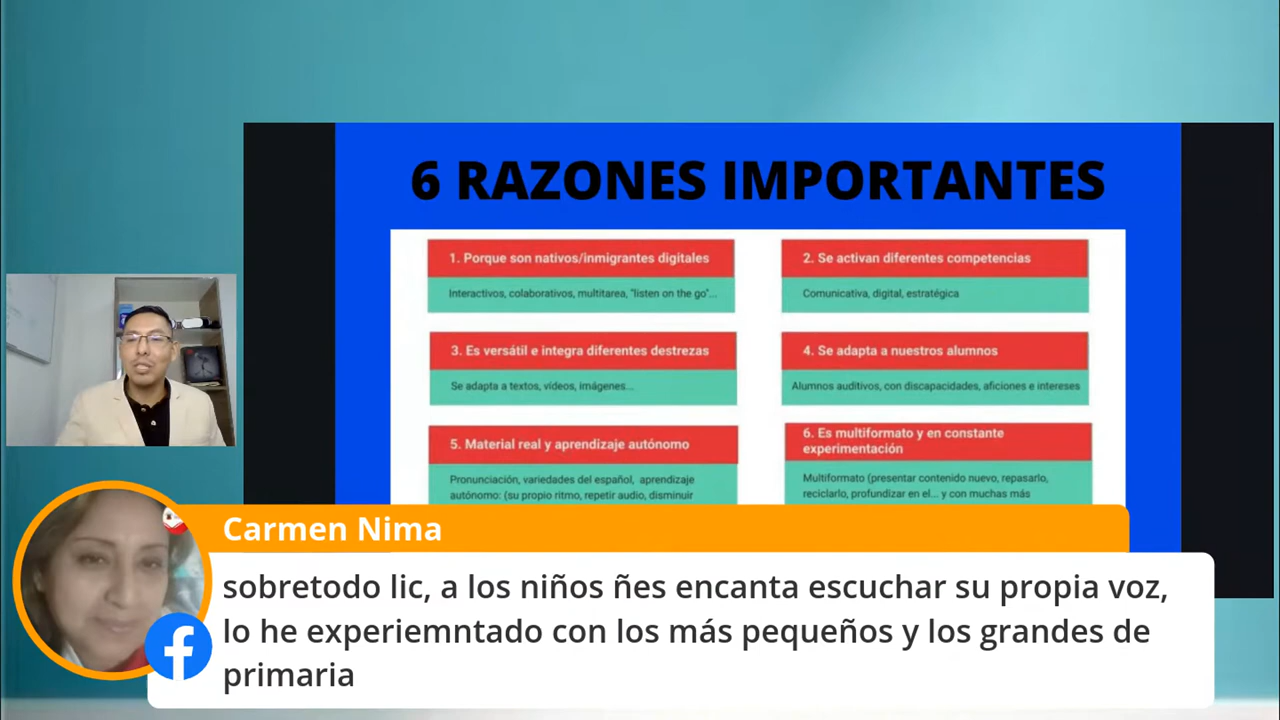 6 RAZONES IMPORTANTES
1. Porque son nativos/inmigrantes digitales
Interactivos, colaborativos, multitarea, "listen on the go"...
2. Se activan diferentes competencias
Comunicativa, digital, estratégica
3. Es versátil e integra diferentes destrezas
Se adapta a textos, vídeos, imágenes...
4. Se adapta a nuestros alumnos
Alumnos auditivos, con discapacidades, aficiones e intereses
5. Material real y aprendizaje autónomo
Pronunciación, variedades del español, aprendizaje
autónomo: (su propio ritmo, repetir audio, disminuir
6. Es multiformato y en constante
experimentación
Multiformato (presentar contenido nuevo, repasarlo,
reciclarlo, profundizar en el... y con muchas más
Carmen Nima
sobretodo lic, a los niños ñes encanta escuchar su propia voz,
lo he experiemntado con los más pequeños y los grandes de
primaria